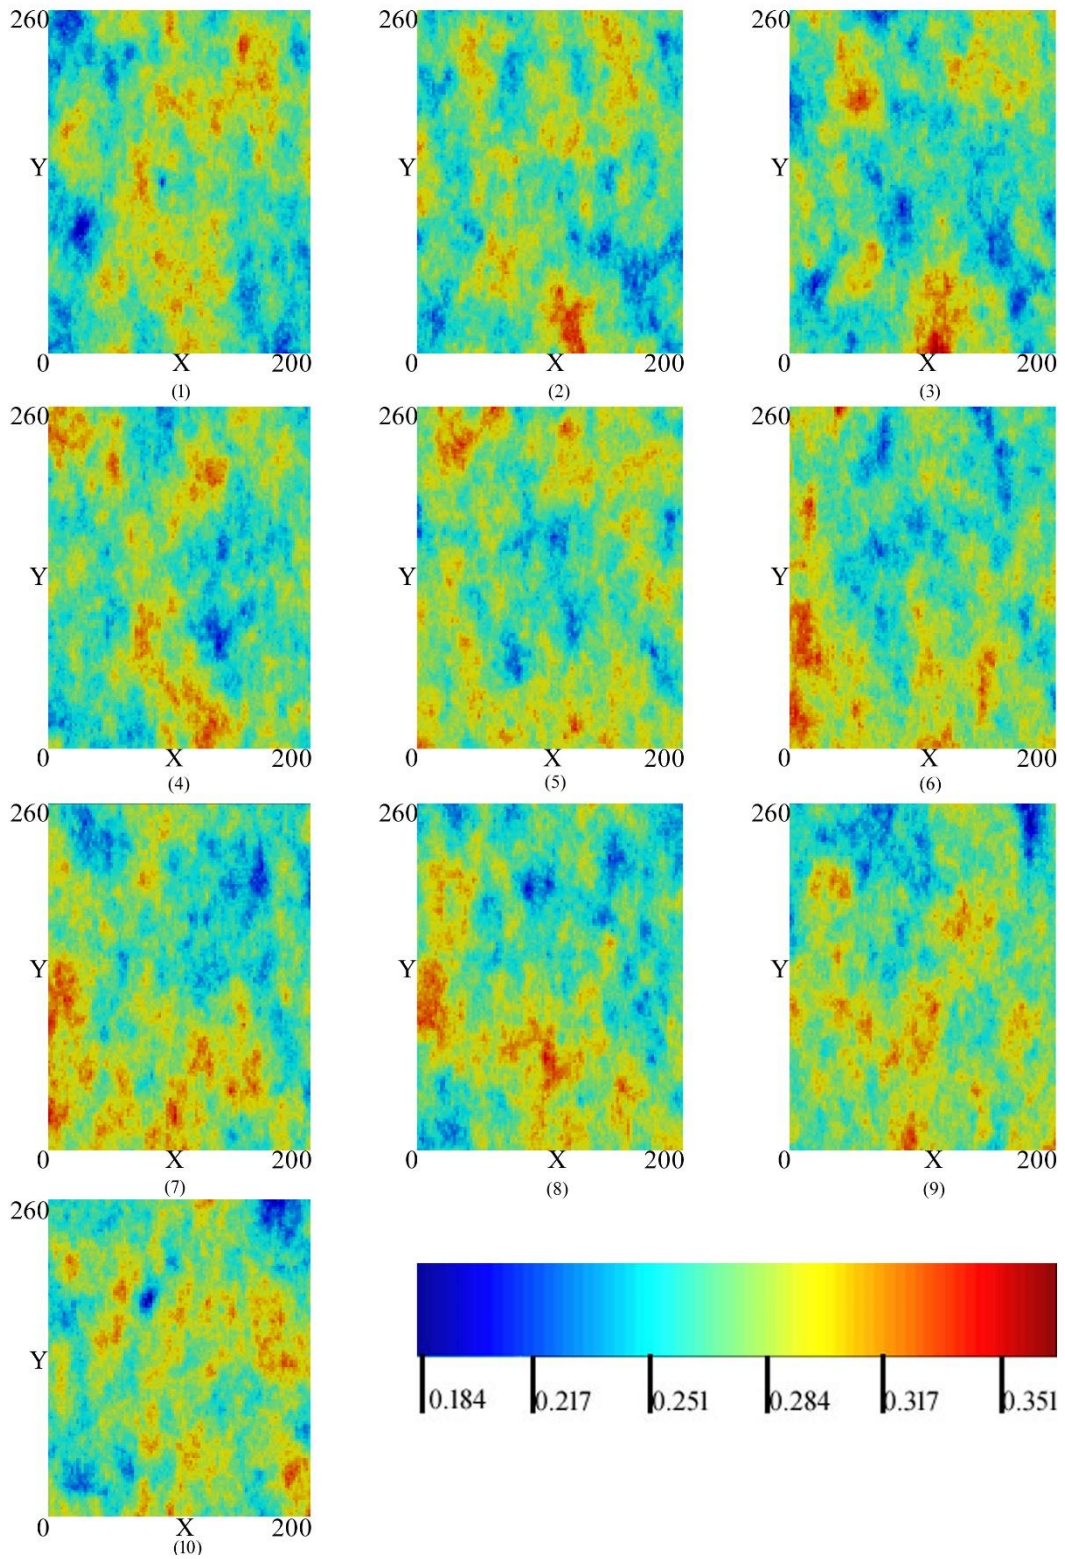 260 260 260
Y Y Y
0 X 200 0 X 200 0 X 200
(1) (2) (3)
260 260 260
Y Y Y
0 X 200 0 X 200 0 X 200
(4) (5) (6)
260 260 260
Y Y Y
0 X 200 0 X 200 0 X 200
(7) (8) (9)
260
Y
0 X 200
(10)
0.184 0.217 0.251 0.284 0.317 0.351